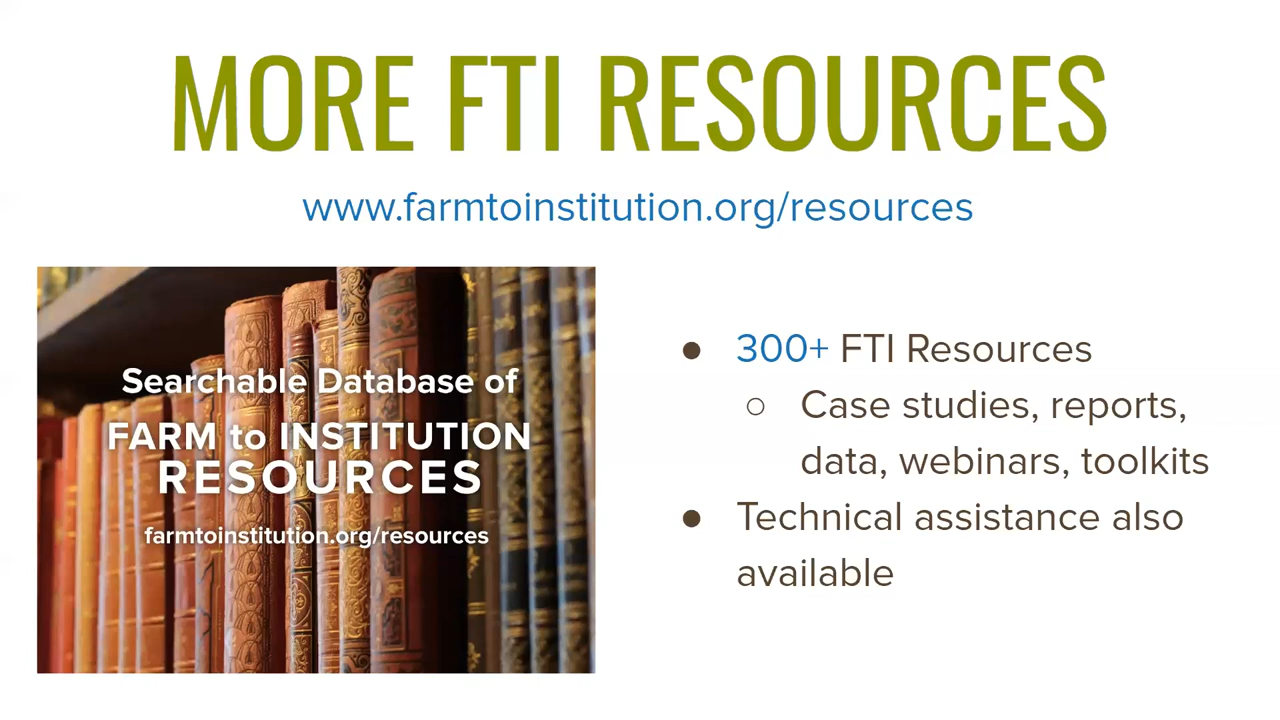 MORE FTI RESOURCES
www.farmtoinstitution.org/resources
Searchable Database of
FARM to INSTITUTION
RESOURCES
farmtoinstitution.org/resources
● 300+ FTI Resources
○ Case studies, reports,
data, webinars, toolkits
● Technical assistance also
available